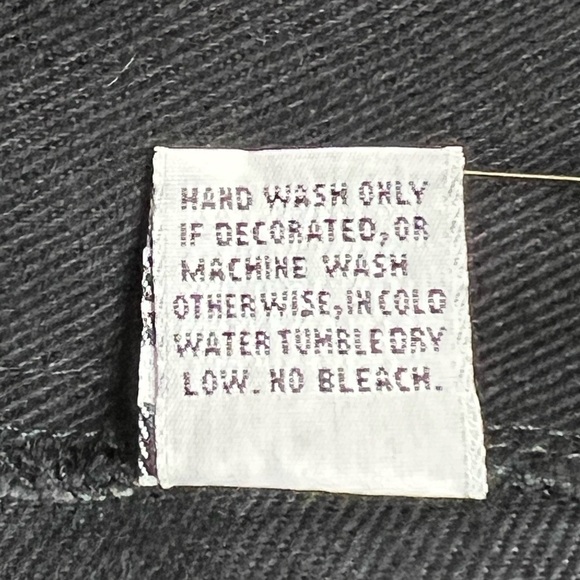 HAND WASH ONLY
IF DECORATED, OR
MACHINE WASH
OTHERWISE, IN COLD
WATER TUMBLE DRY
LOW. NO BLEACH.